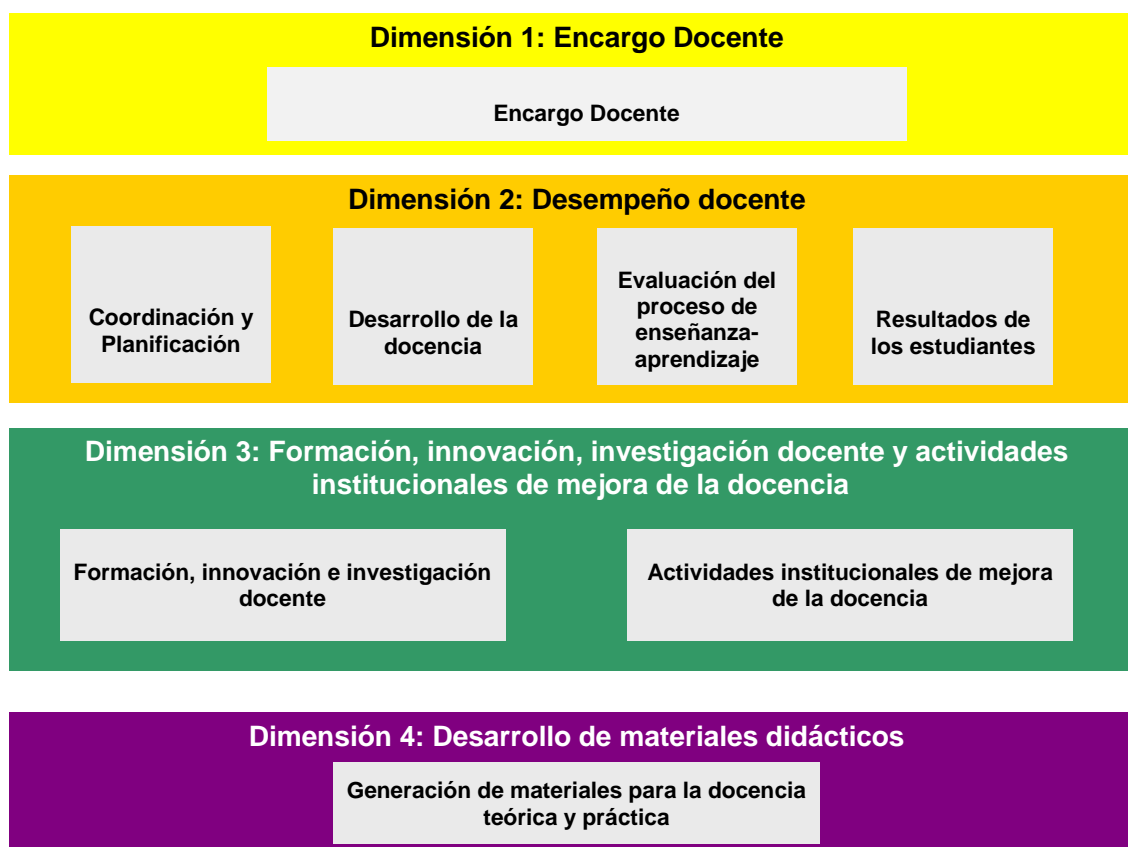 Dimensión 1: Encargo Docente
Encargo Docente
Dimensión 2: Desempeño docente
Coordinación y
Planificación
Desarrollo de la
docencia
Evaluación del
proceso de
enseñanza-
aprendizaje
Resultados de
los estudiantes
Dimensión 3: Formación, innovación, investigación docente y actividades
institucionales de mejora de la docencia
Formación, innovación e investigación
docente
Actividades institucionales de mejora
de la docencia
Dimensión 4: Desarrollo de materiales didácticos
Generación de materiales para la docencia
teórica y práctica